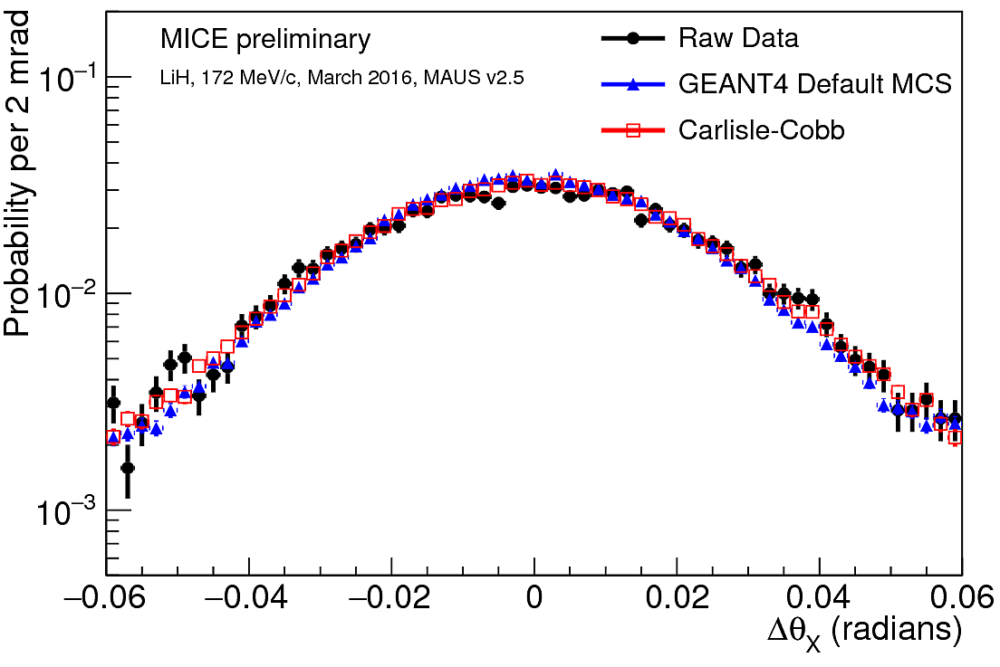 Probability per 2 mrad
MICE preliminary
LiH, 172 MeV/c, March 2016, MAUS v2.5
Raw Data
GEANT4 Default MCS
Carlisle-Cobb
10⁻¹
10⁻²
10⁻³
−0.06 −0.04 −0.02 0 0.02 0.04 0.06
Δθ_X (radians)